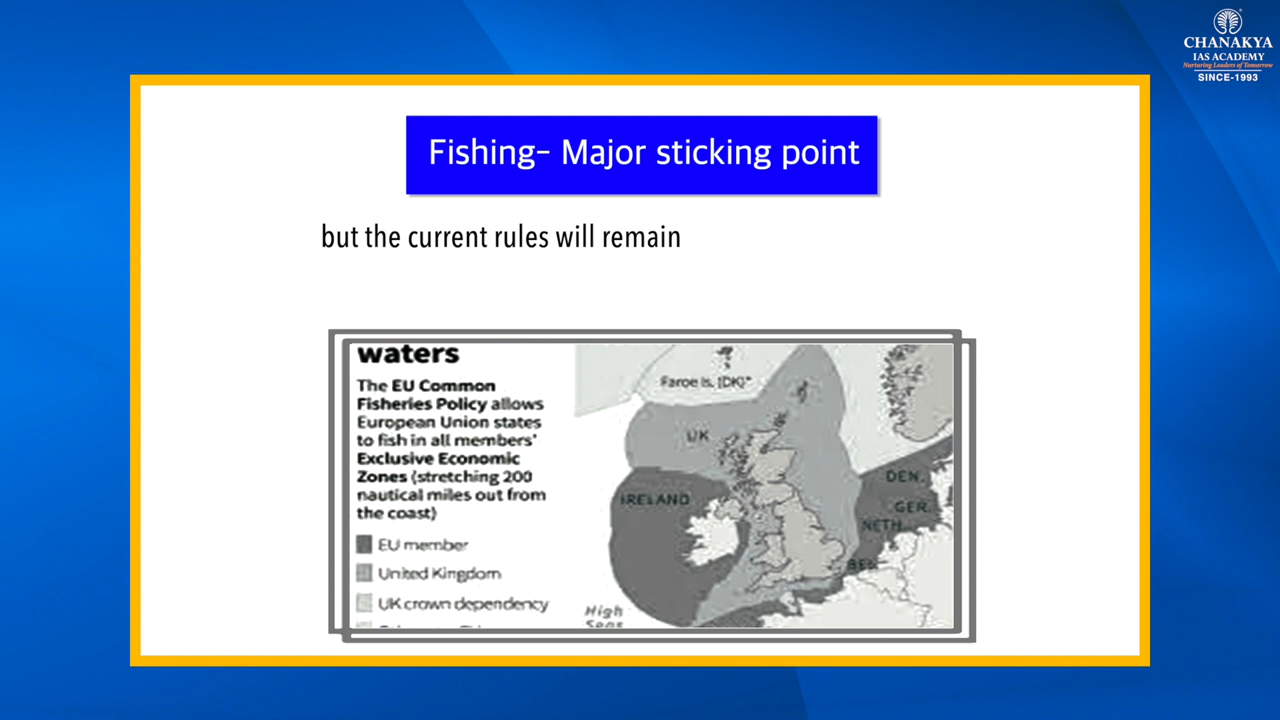 CHANAKYA
IAS ACADEMY
Nurturing Leaders of Tomorrow
SINCE-1993
Fishing- Major sticking point
but the current rules will remain
waters
The EU Common
Fisheries Policy allows
European Union states
to fish in all members'
Exclusive Economic
Zones (stretching 200
nautical miles out from
the coast)
EU member
United Kingdom
UK crown dependency
Faroe Is. (DK)*
UK
IRELAND
DEN.
GER.
NETH.
High
Seas